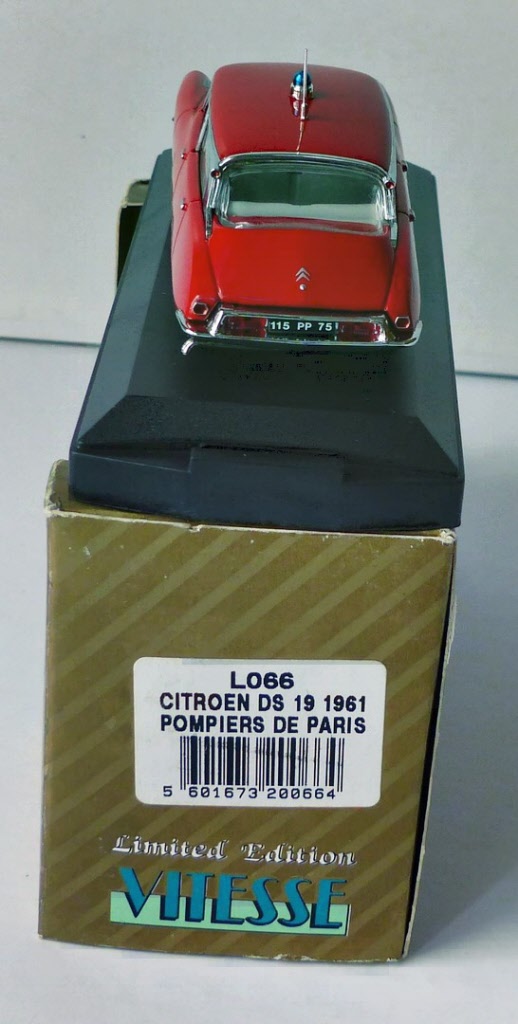 115 PP 75
L066
CITROEN DS 19 1961
POMPIERS DE PARIS
5 601673 200664
Limited Edition
VITESSE